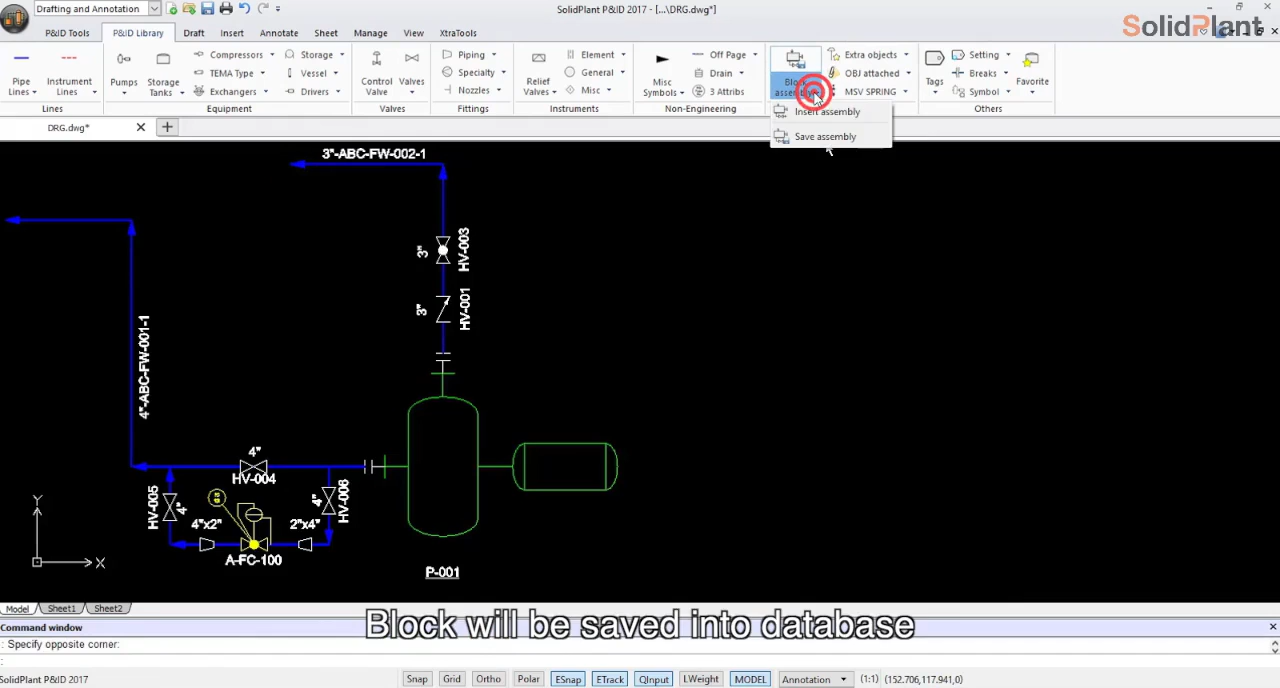 Drafting and Annotation
SolidPlant P&ID 2017 - [...\DRG.dwg*]
SolidPlant
P&ID Tools
P&ID Library
Draft
Insert
Annotate
Sheet
Manage
View
XtraTools
Pipe Lines
Instrument Lines
Lines
Pumps
Storage Tanks
Compressors
TEMA Type
Exchangers
Storage
Vessel
Drivers
Equipment
Control Valve
Valves
Valves
Piping
Specialty
Nozzles
Fittings
Relief Valves
Element
General
Misc
Instruments
Misc Symbols
Off Page
Drain
3 Attribs
Non-Engineering
Block
Extra objects
OBJ attached
MSV SPRING
Insert assembly
Save assembly
Tags
Setting
Breaks
Symbol
Favorite
Others
DRG.dwg*
3"-ABC-FW-002-1
3"
HV-003
3"
HV-001
4"-ABC-FW-001-1
4"
HV-004
HV-005
4"
4"
HV-006
4"x2"
2"x4"
A-FC-100
P-001
Y
X
Model
Sheet1
Sheet2
Block will be saved into database
Command window
: Specify opposite corner:
:
SolidPlant P&ID 2017
Snap
Grid
Ortho
Polar
ESnap
ETrack
QInput
LWeight
MODEL
Annotation
(1:1)
(152.706,117.941,0)